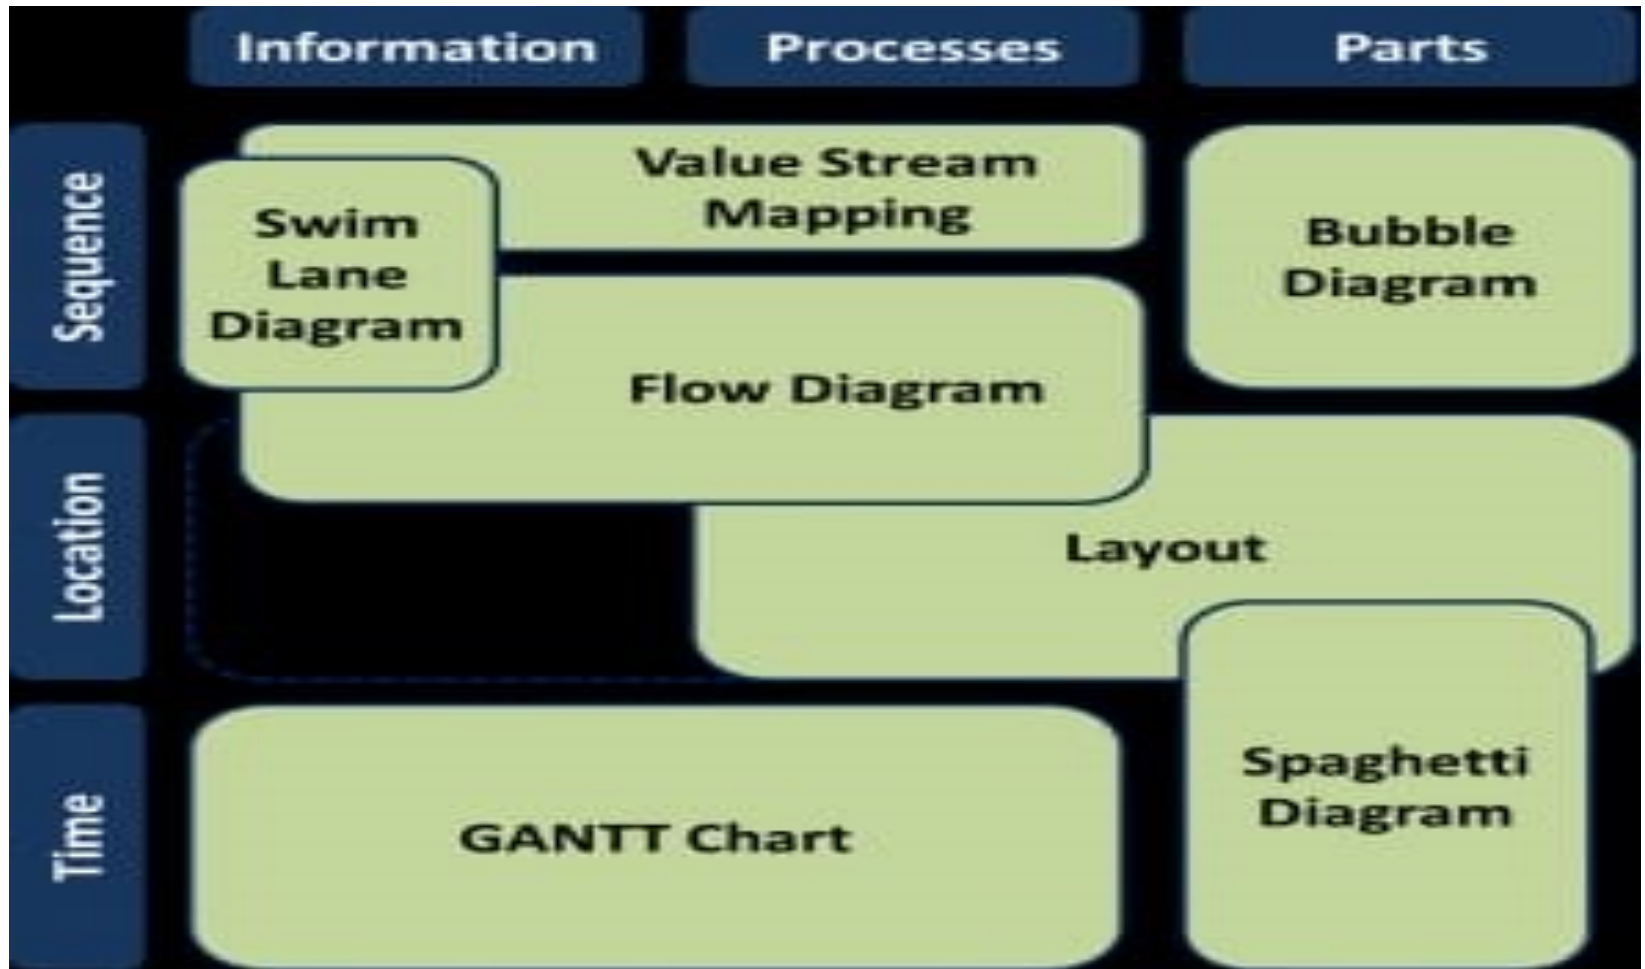 Information
Processes
Parts
Sequence
Value Stream
Mapping
Swim
Lane
Diagram
Bubble
Diagram
Flow Diagram
Location
Layout
Time
GANTT Chart
Spaghetti
Diagram